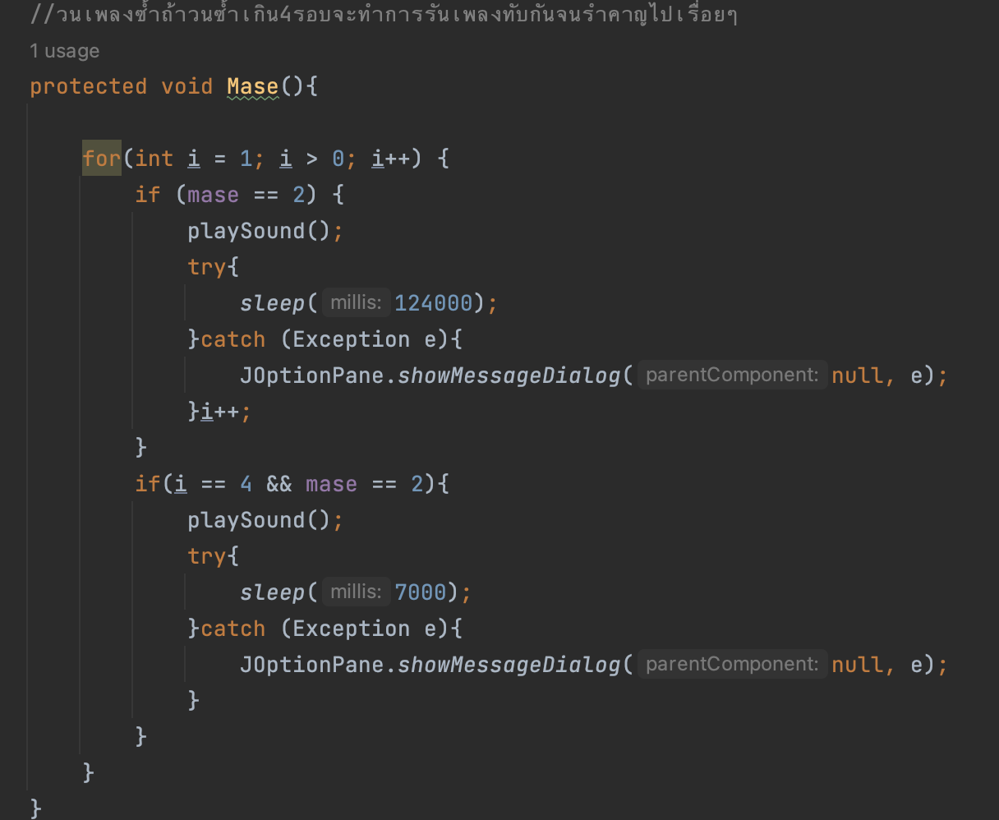 //วนเพลงซ้ำถ้าวนซ้ำเกิน4รอบจะทำการรันเพลงทับกันจนรำคาญไปเรื่อยๆ
1 usage
protected void Mase(){
for(int i = 1; i > 0; i++) {
if (mase == 2) {
playSound();
try{
sleep( millis: 124000);
}catch (Exception e){
JOptionPane.showMessageDialog( parentComponent: null, e);
}i++;
}
if(i == 4 && mase == 2){
playSound();
try{
sleep( millis: 7000);
}catch (Exception e){
JOptionPane.showMessageDialog( parentComponent: null, e);
}
}
}
}